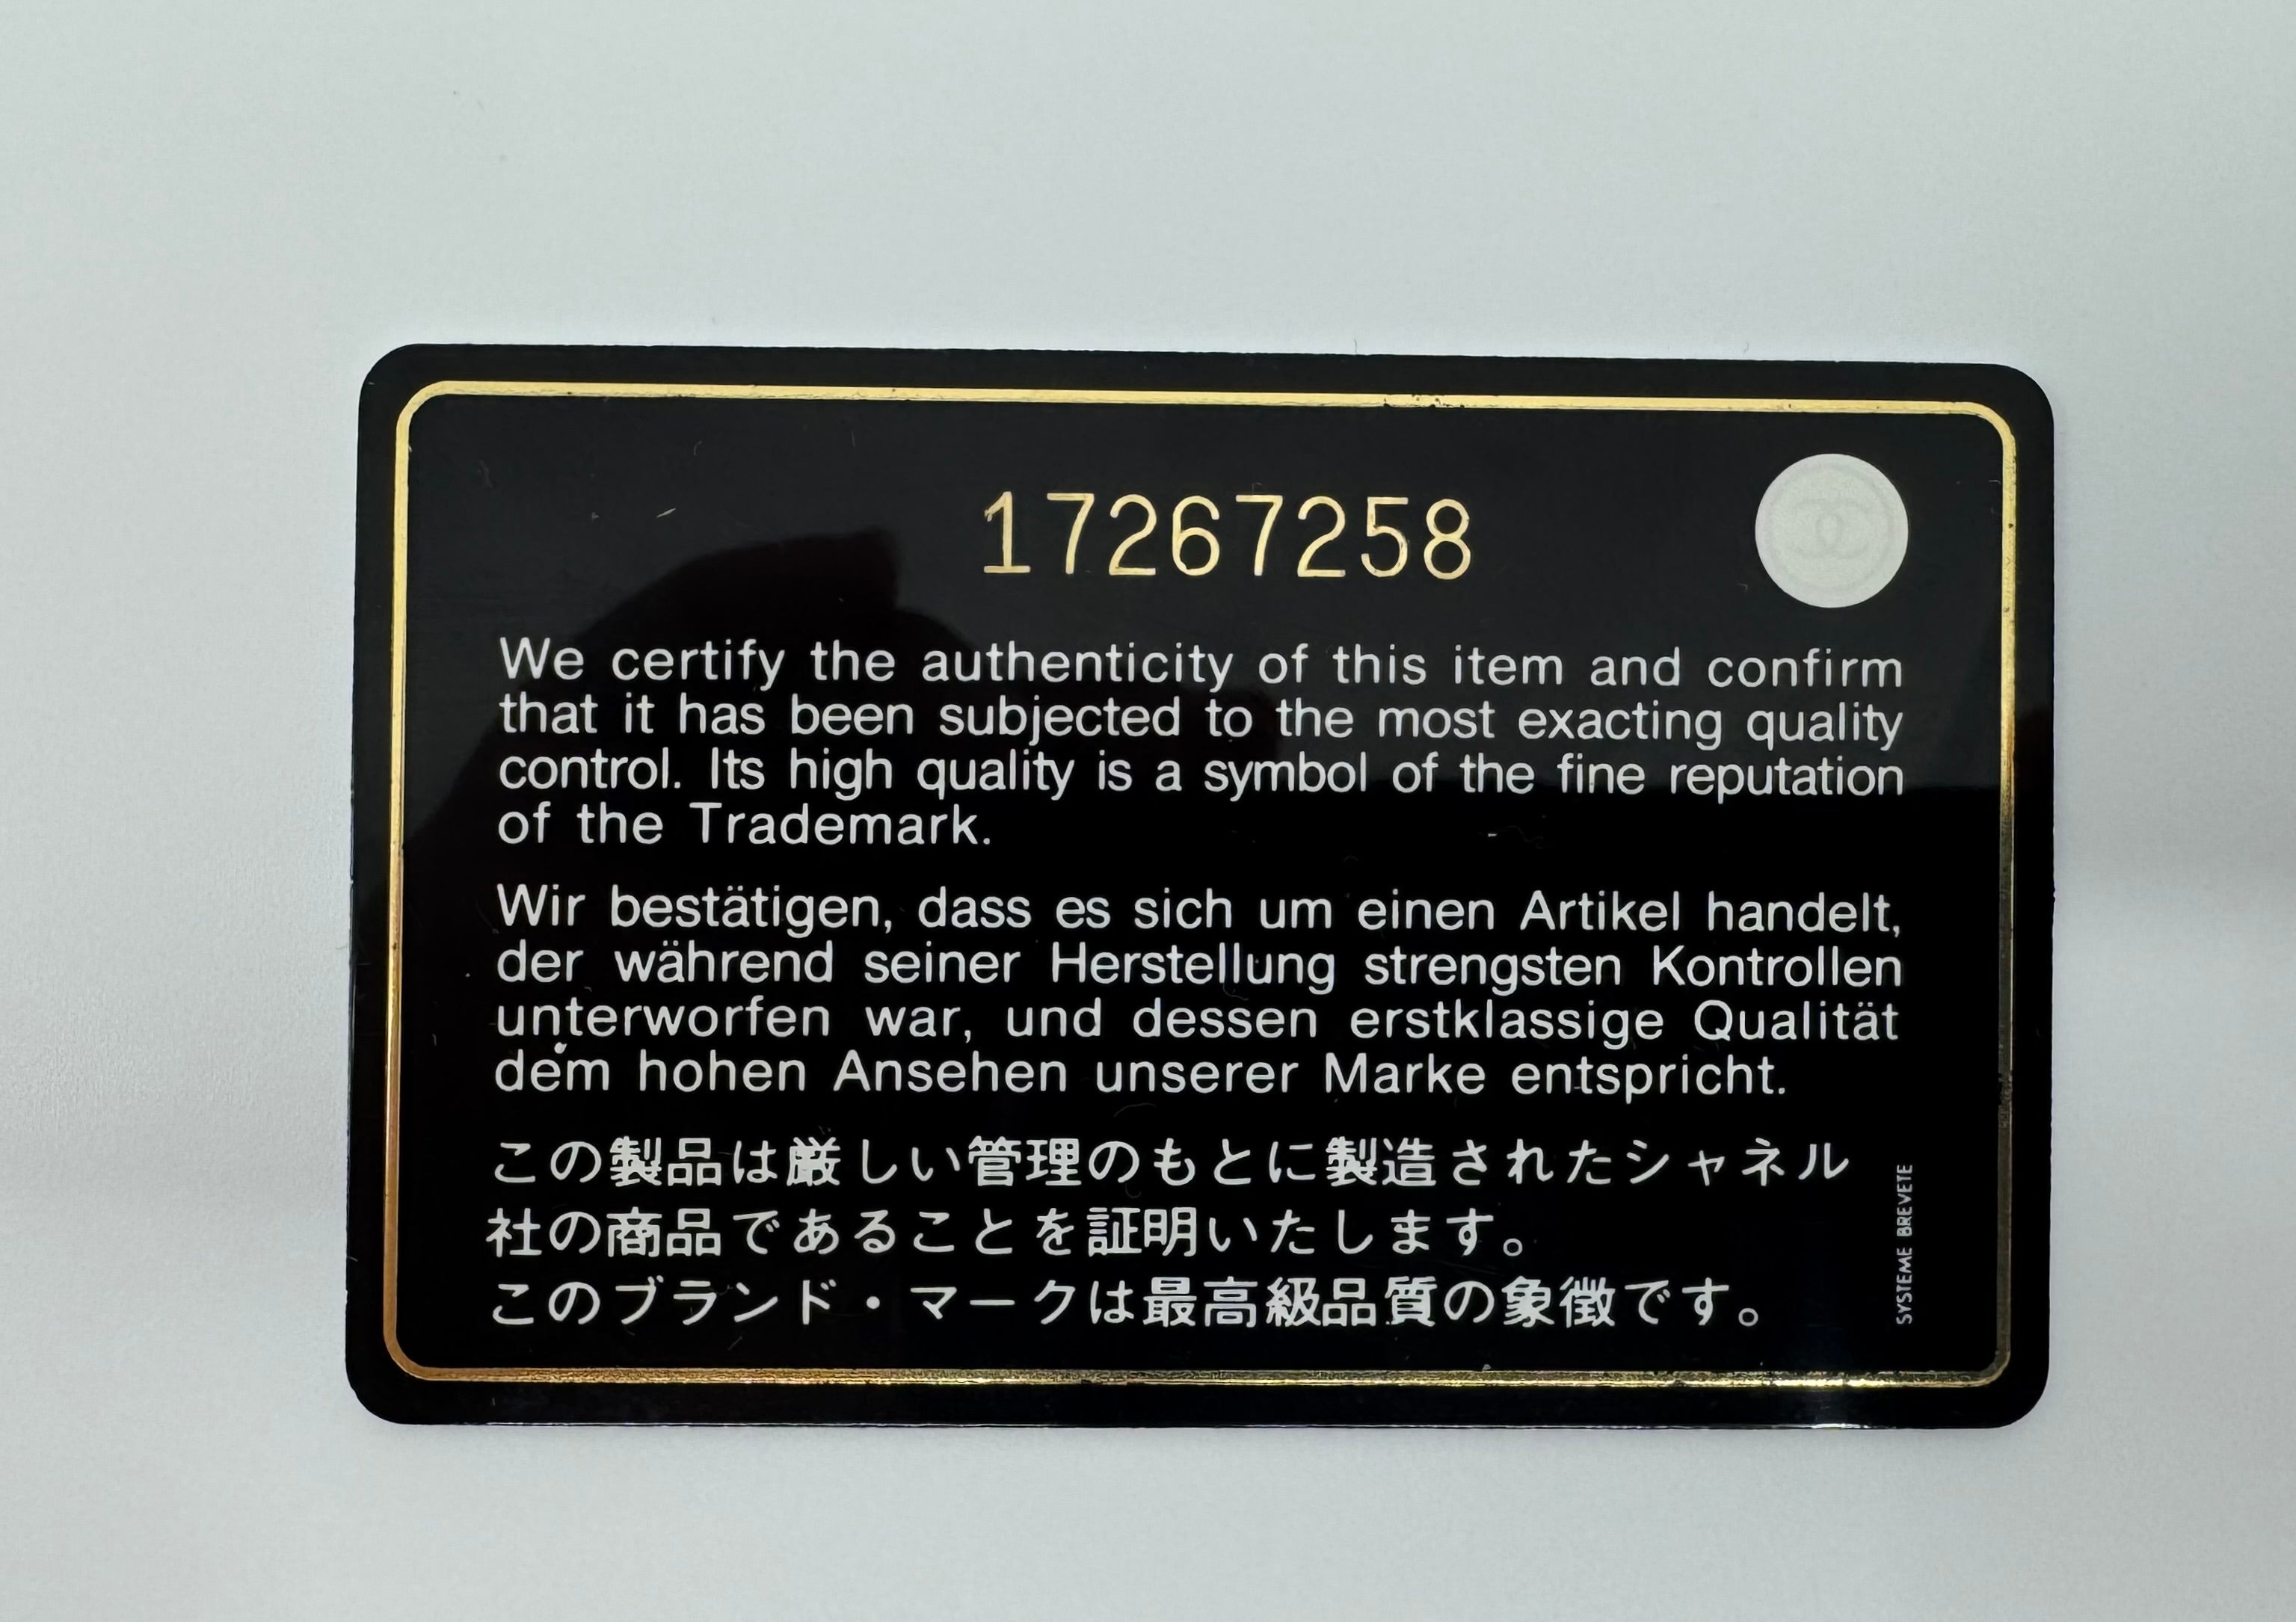 17267258
We certify the authenticity of this item and confirm
that it has been subjected to the most exacting quality
control. Its high quality is a symbol of the fine reputation
of the Trademark.
Wir bestätigen, dass es sich um einen Artikel handelt,
der während seiner Herstellung strengsten Kontrollen
unterworfen war, und dessen erstklassige Qualität
dem hohen Ansehen unserer Marke entspricht.
この製品は厳しい管理のもとに製造されたシャネル
社の商品であることを証明いたします。
このブランド・マークは最高級品質の象徴です。
SYSTEME BREVETE